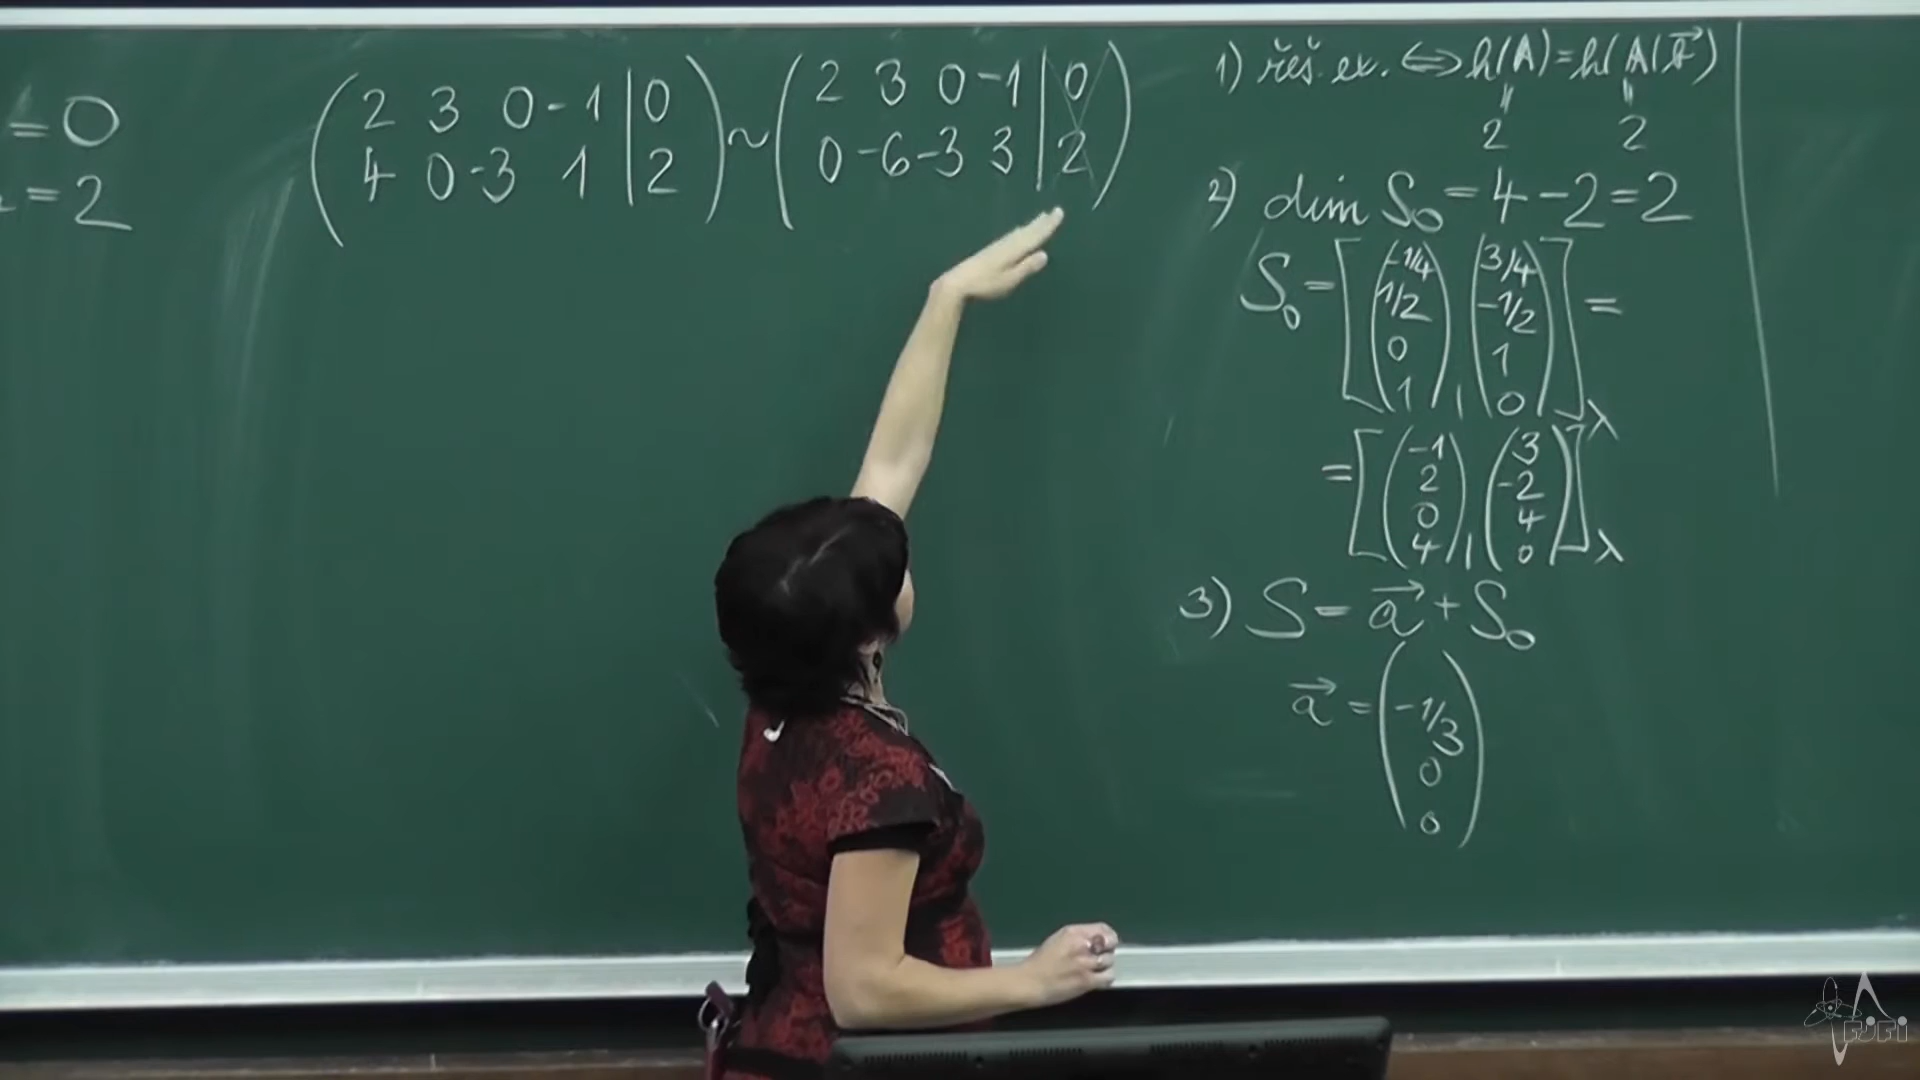 = 0
= 2
( 2 3 0 -1 | 0 ) ~ ( 2 3 0 -1 | 0 )
( 4 0 -3 1 | 2 ) ( 0 -6 -3 3 | 2 )
1) řeš. ex. ⟺ h(A) = h(A|b⃗)
2 2
2) dim S₀ = 4 - 2 = 2
S₀ = [ (-1/4, 1/2, 0, 1), (3/4, -1/2, 1, 0) ]λ =
= [ (-1, 2, 0, 4), (3, -2, 4, 0) ]λ
3) S = a⃗ + S₀
a⃗ = ( -1/3, 0, 0 )
FJFI